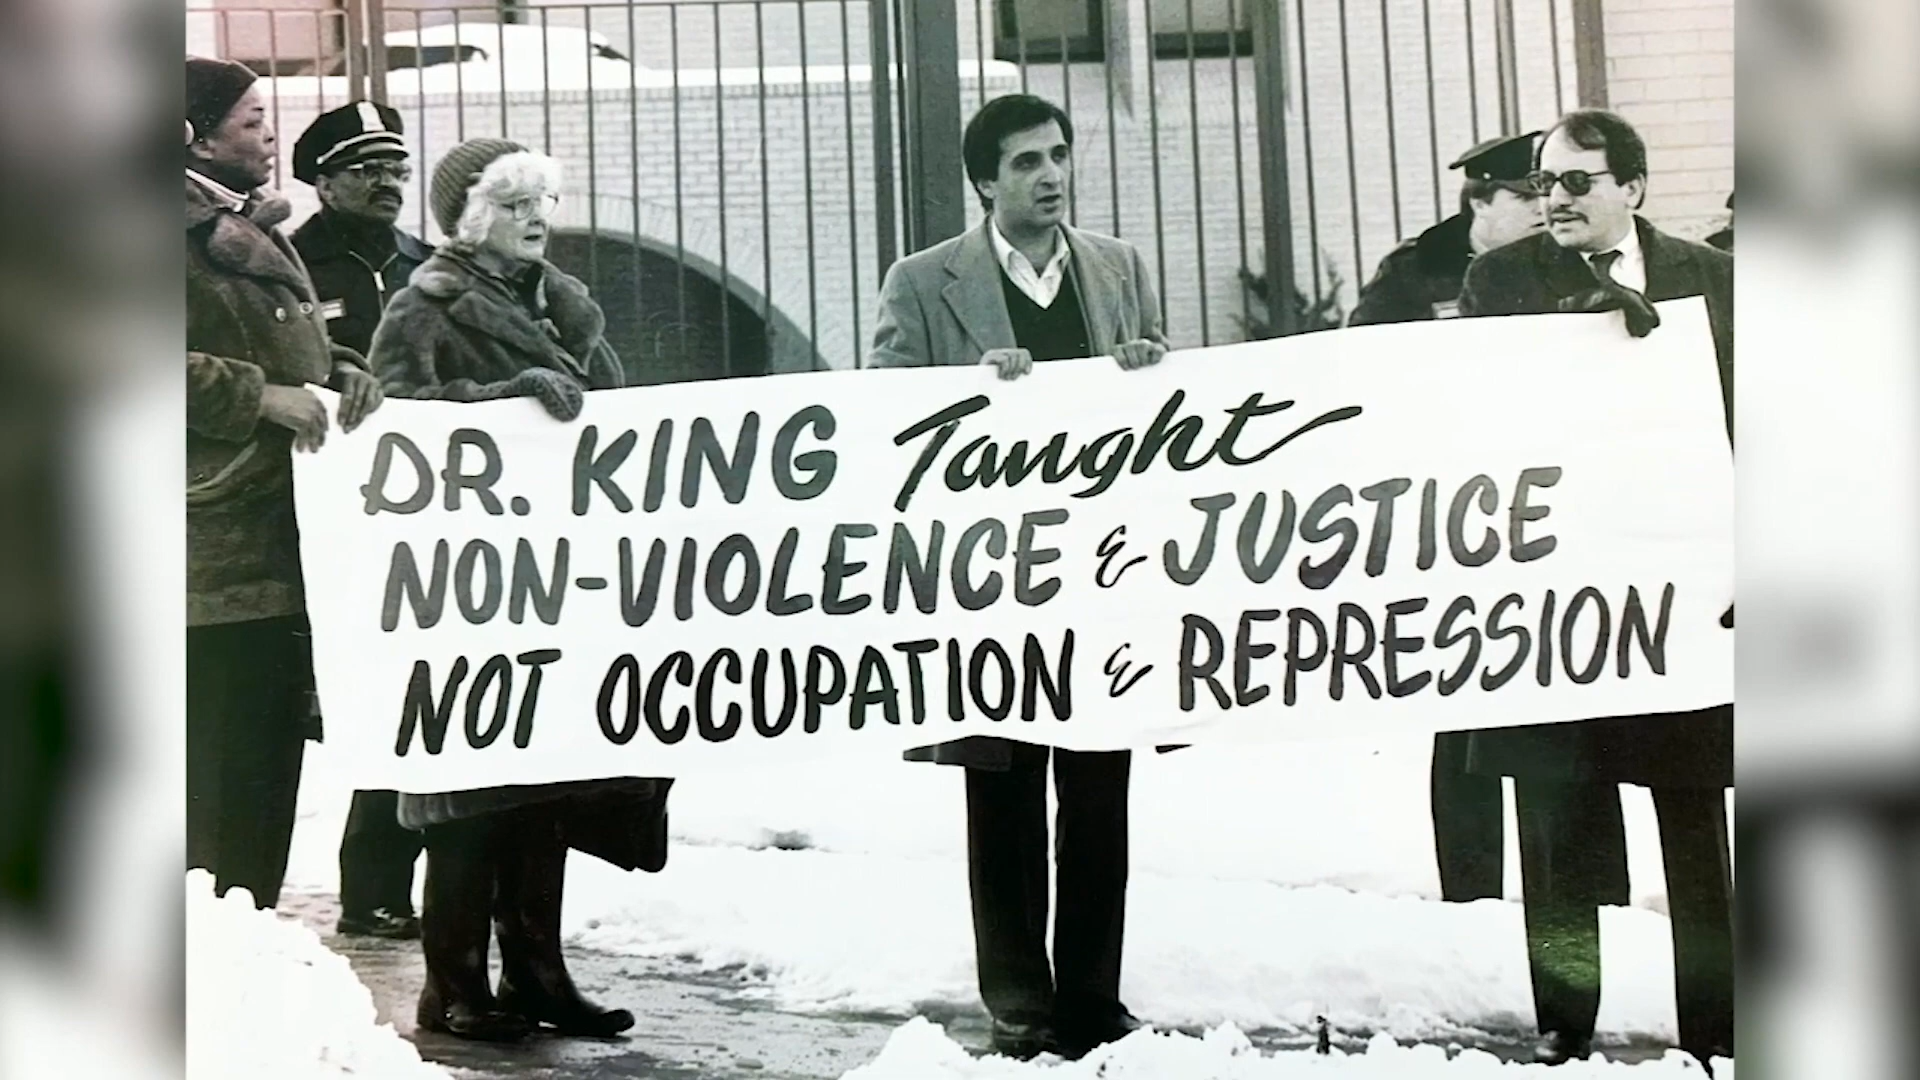 DR. KING Taught
NON-VIOLENCE & JUSTICE
NOT OCCUPATION & REPRESSION